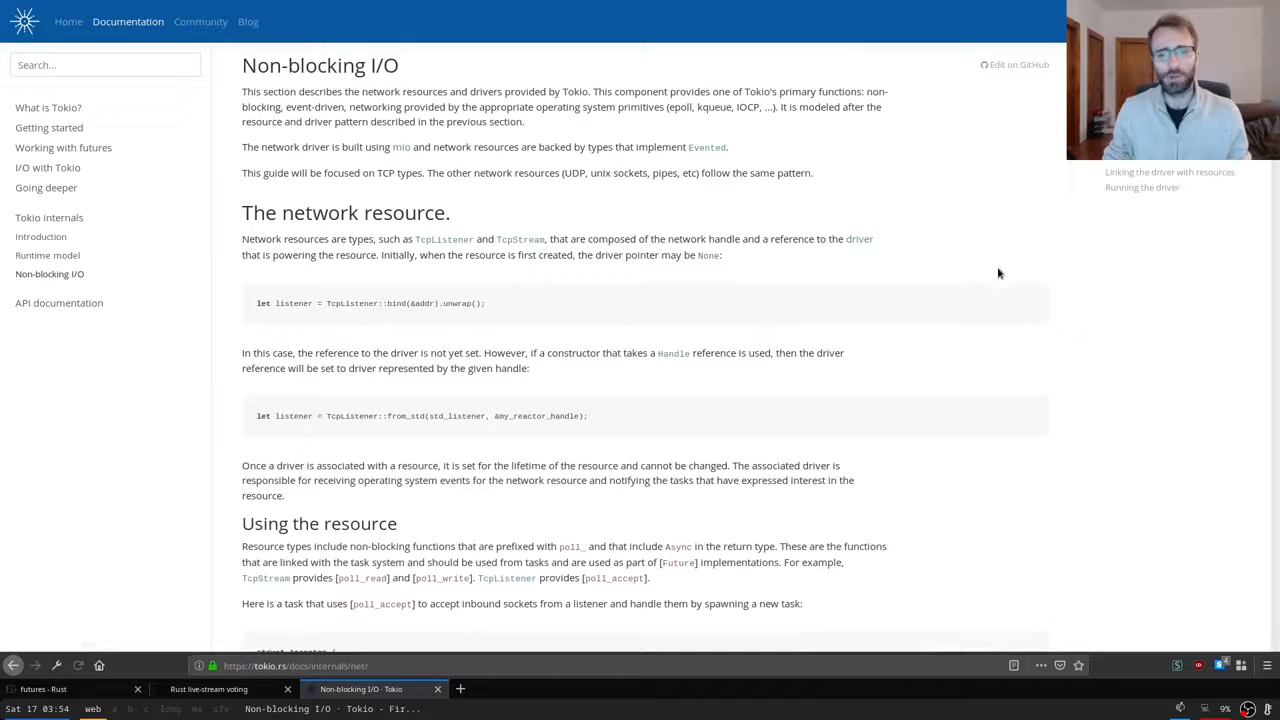 Home Documentation Community Blog
Search...
What is Tokio?
Getting started
Working with futures
I/O with Tokio
Going deeper
Tokio internals
Introduction
Runtime model
Non-blocking I/O
API documentation
Non-blocking I/O
Edit on GitHub
This section describes the network resources and drivers provided by Tokio. This component provides one of Tokio's primary functions: non-
blocking, event-driven, networking provided by the appropriate operating system primitives (epoll, kqueue, IOCP, ...). It is modeled after the
resource and driver pattern described in the previous section.
The network driver is built using mio and network resources are backed by types that implement Evented.
This guide will be focused on TCP types. The other network resources (UDP, unix sockets, pipes, etc) follow the same pattern.
Linking the driver with resources
Running the driver
The network resource.
Network resources are types, such as TcpListener and TcpStream, that are composed of the network handle and a reference to the driver
that is powering the resource. Initially, when the resource is first created, the driver pointer may be None:
let listener = TcpListener::bind(&addr).unwrap();
In this case, the reference to the driver is not yet set. However, if a constructor that takes a Handle reference is used, then the driver
reference will be set to driver represented by the given handle:
let listener = TcpListener::from_std(std_listener, &my_reactor_handle);
Once a driver is associated with a resource, it is set for the lifetime of the resource and cannot be changed. The associated driver is
responsible for receiving operating system events for the network resource and notifying the tasks that have expressed interest in the
resource.
Using the resource
Resource types include non-blocking functions that are prefixed with poll_ and that include Async in the return type. These are the functions
that are linked with the task system and should be used from tasks and are used as part of [Future] implementations. For example,
TcpStream provides [poll_read] and [poll_write]. TcpListener provides [poll_accept].
Here is a task that uses [poll_accept] to accept inbound sockets from a listener and handle them by spawning a new task:
https://tokio.rs/docs/internals/net/
futures - Rust
Rust live-stream voting
Non-blocking I/O · Tokio
Sat 17 03:54 web a b c long ma sfx Non-blocking I/O · Tokio - Fir... 9%